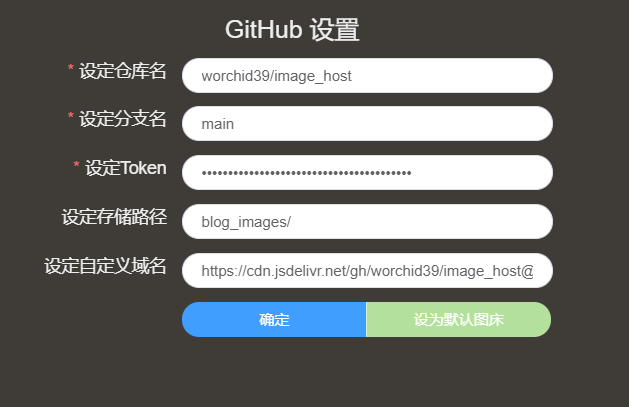 GitHub 设置
* 设定仓库名 worchid39/image_host
* 设定分支名 main
* 设定Token ••••••••••••••••••••••••••••••••••••••••
设定存储路径 blog_images/
设定自定义域名 https://cdn.jsdelivr.net/gh/worchid39/image_host@
确定 设为默认图床